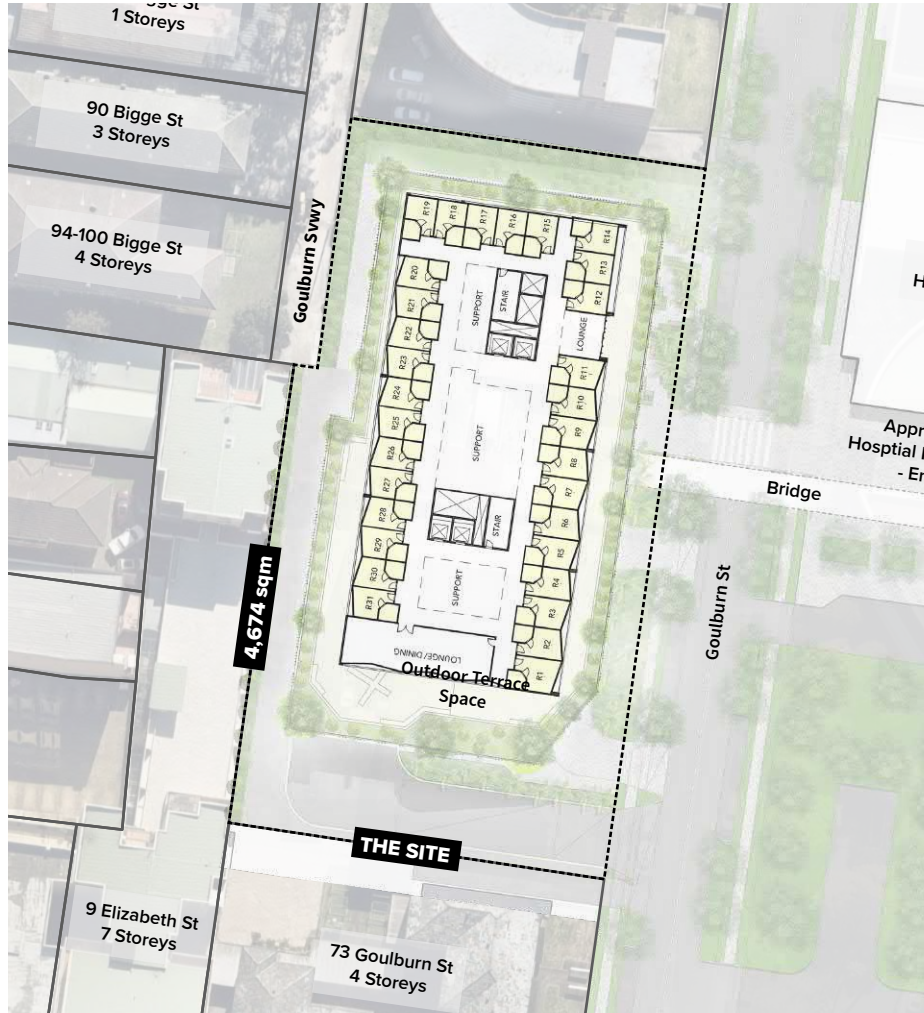 1 Storeys
90 Bigge St
3 Storeys
94-100 Bigge St
4 Storeys
Goulburn Svwy
R19
R18
R17
R16
R15
R14
R13
R12
R20
R21
R22
R23
R24
R25
R26
R27
R28
R29
R30
R31
SUPPORT
STAIR
LOUNGE
R11
R10
R9
R8
R7
R6
R5
R4
R3
R2
R1
SUPPORT
STAIR
SUPPORT
LOUNGE/DINING
Outdoor Terrace
Space
4,674 sqm
THE SITE
Bridge
Goulburn St
H
Appr
Hosptial
- Er
9 Elizabeth St
7 Storeys
73 Goulburn St
4 Storeys